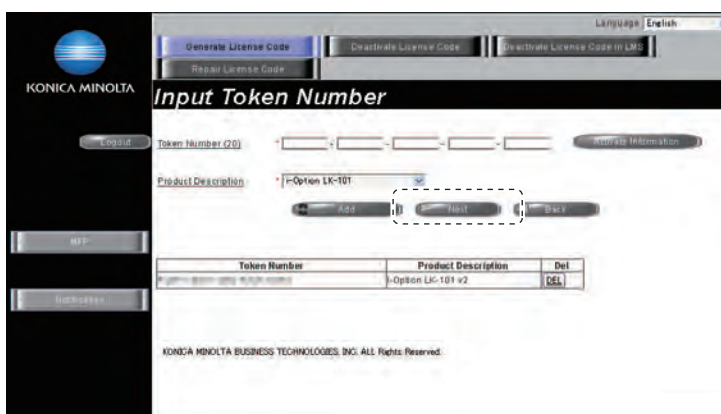 Language English
Generate License Code Deactivate License Code Deactivate License Code in LMS
Repair License Code
KONICA MINOLTA
Input Token Number
Logout Token Number (20) * - - - - Activate Information
Product Description * i-Option LK-101
Add Next Back
MFP
Token Number Product Description Del
i-Option LK-101 v2 DEL
Notification
KONICA MINOLTA BUSINESS TECHNOLOGIES, INC. ALL Rights Reserved.